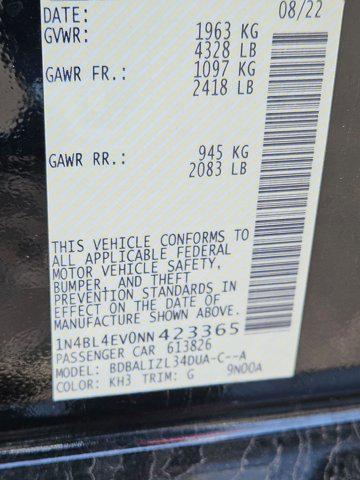 DATE: 08/22
GVWR: 1963 KG
4328 LB
GAWR FR.: 1097 KG
2418 LB
GAWR RR.: 945 KG
2083 LB
THIS VEHICLE CONFORMS TO
ALL APPLICABLE FEDERAL
MOTOR VEHICLE SAFETY,
BUMPER, AND THEFT
PREVENTION STANDARDS IN
EFFECT ON THE DATE OF
MANUFACTURE SHOWN ABOVE.
1N4BL4EV0NN423365
PASSENGER CAR 613826
MODEL: BDBALIZL34DUA-C--A
COLOR: KH3 TRIM: G 9N00A